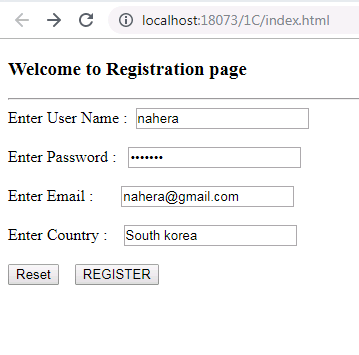 localhost:18073/1C/index.html
Welcome to Registration page
Enter User Name : nahera
Enter Password : •••••••
Enter Email : nahera@gmail.com
Enter Country : South korea
Reset REGISTER